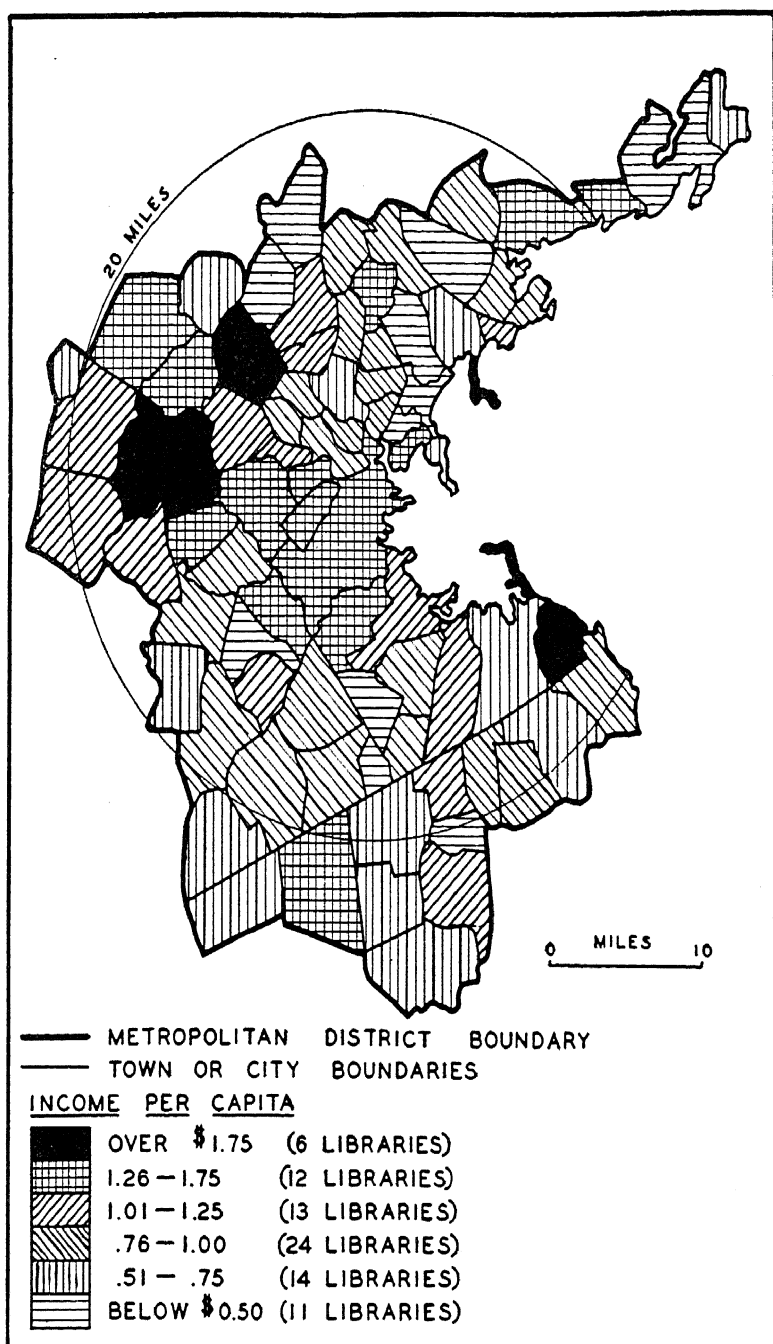 20 MILES
0 MILES 10
METROPOLITAN DISTRICT BOUNDARY
TOWN OR CITY BOUNDARIES
INCOME PER CAPITA
OVER $1.75 (6 LIBRARIES)
1.26-1.75 (12 LIBRARIES)
1.01-1.25 (13 LIBRARIES)
.76-1.00 (24 LIBRARIES)
.51- .75 (14 LIBRARIES)
BELOW $0.50 (11 LIBRARIES)